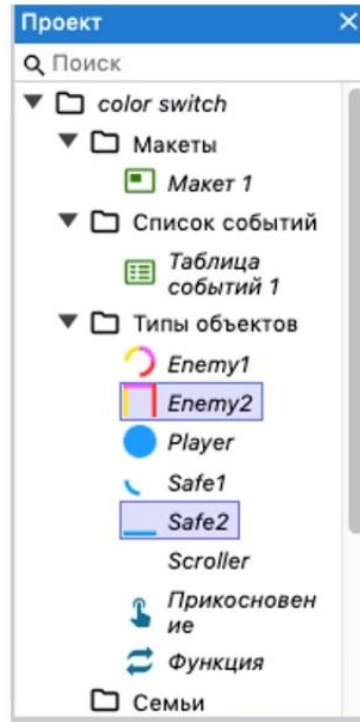 Проект
Поиск
color switch
Макеты
Макет 1
Список событий
Таблица
событий 1
Типы объектов
Enemy1
Enemy2
Player
Safe1
Safe2
Scroller
Прикосновен
ие
Функция
Семьи